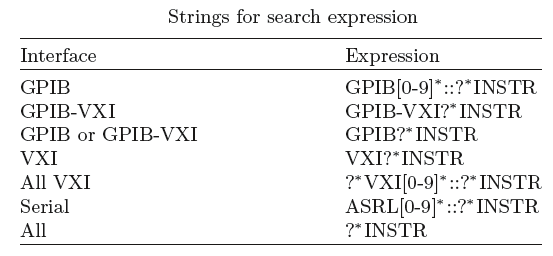 Strings for search expression
Interface Expression
GPIB GPIB[0-9]*::?*INSTR
GPIB-VXI GPIB-VXI?*INSTR
GPIB or GPIB-VXI GPIB?*INSTR
VXI VXI?*INSTR
All VXI ?*VXI[0-9]*::?*INSTR
Serial ASRL[0-9]*::?*INSTR
All ?*INSTR